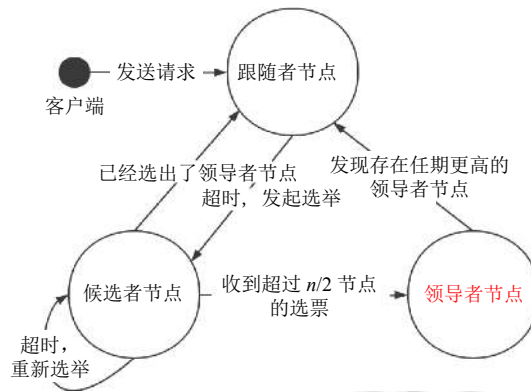 发送请求
跟随者节点
客户端
已经选出了领导者节点
超时，发起选举
发现存在任期更高的
领导者节点
候选者节点
收到超过 n/2 节点
的选票
领导者节点
超时，
重新选举